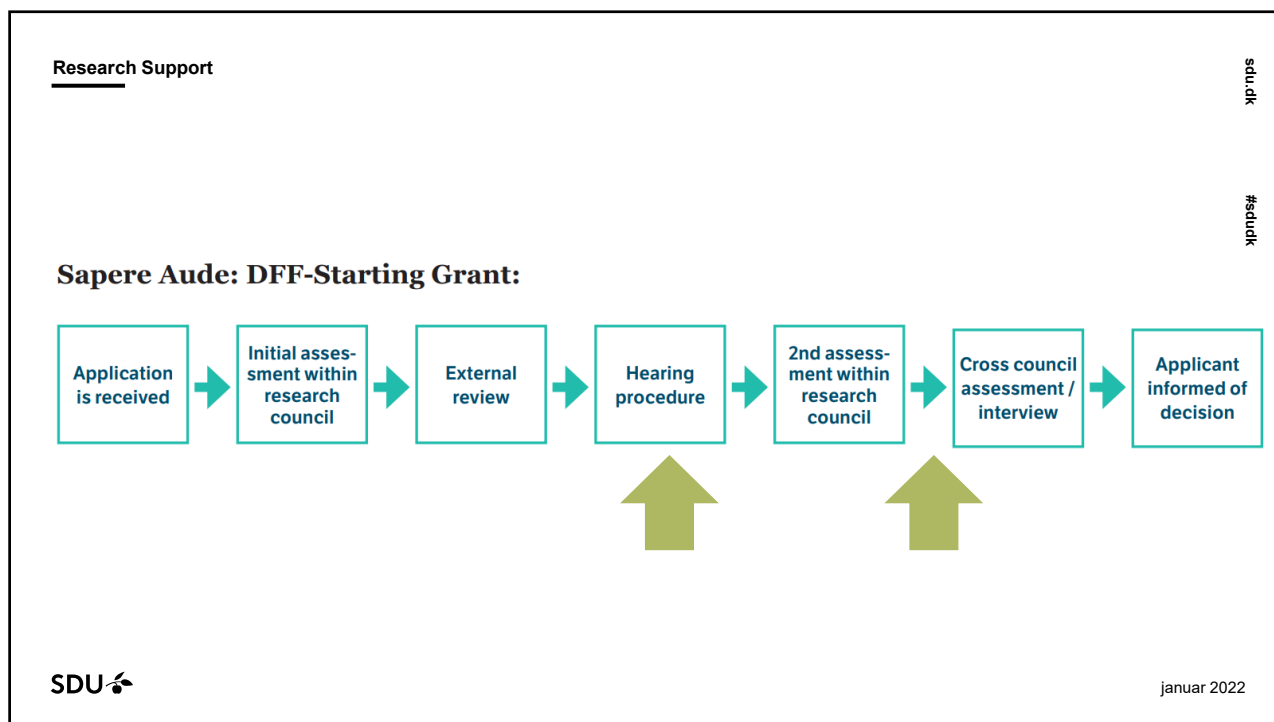 Research Support
sdu.dk
#sdudk
Sapere Aude: DFF-Starting Grant:
Application
is received
Initial asses-
sment within
research
council
External
review
Hearing
procedure
2nd assess-
ment within
research
council
Cross council
assessment /
interview
Applicant
informed of
decision
SDU
januar 2022